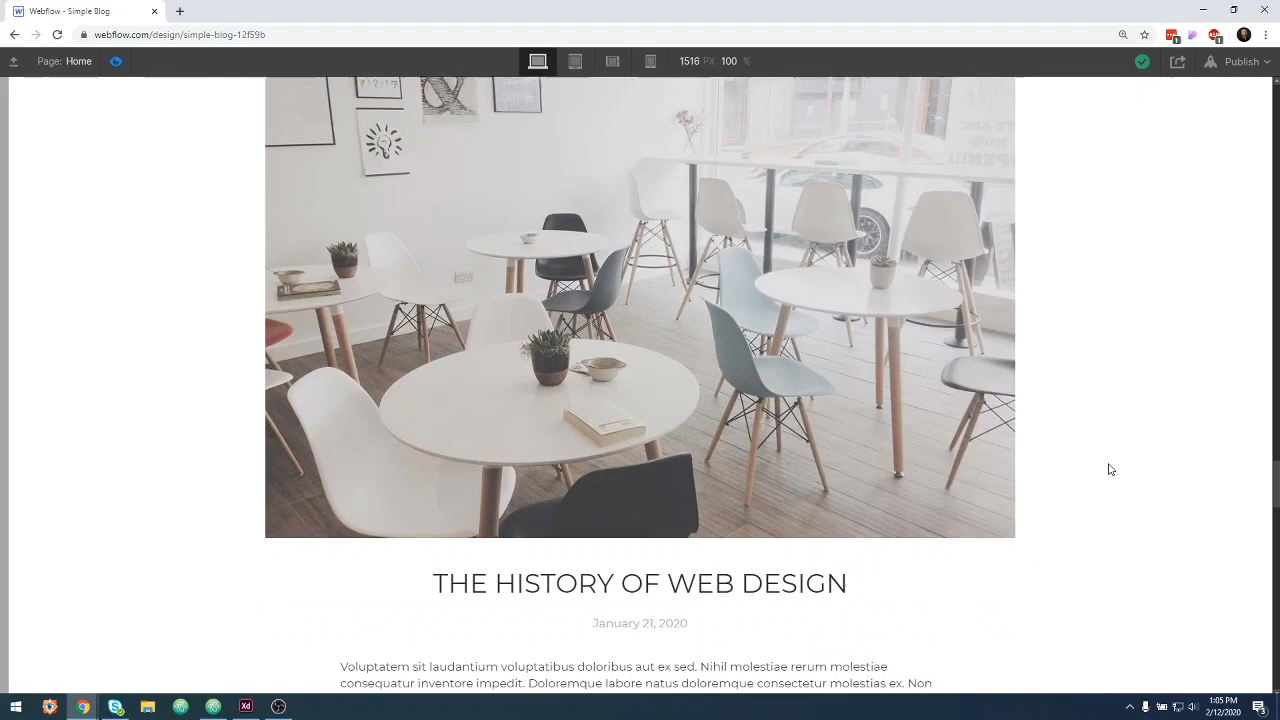 Webflow - Simple Blog
webflow.com/design/simple-blog-12f59b
Page: Home
1516 PX 100 %
Publish
&
THE HISTORY OF WEB DESIGN
January 21, 2020
Voluptatem sit laudantium voluptatibus doloribus aut ex sed. Nihil molestiae rerum molestiae
consequatur inventore impedit. Doloremque labore natus doloremque consectetur molestias ex. Non
Xd
1:05 PM
2/12/2020